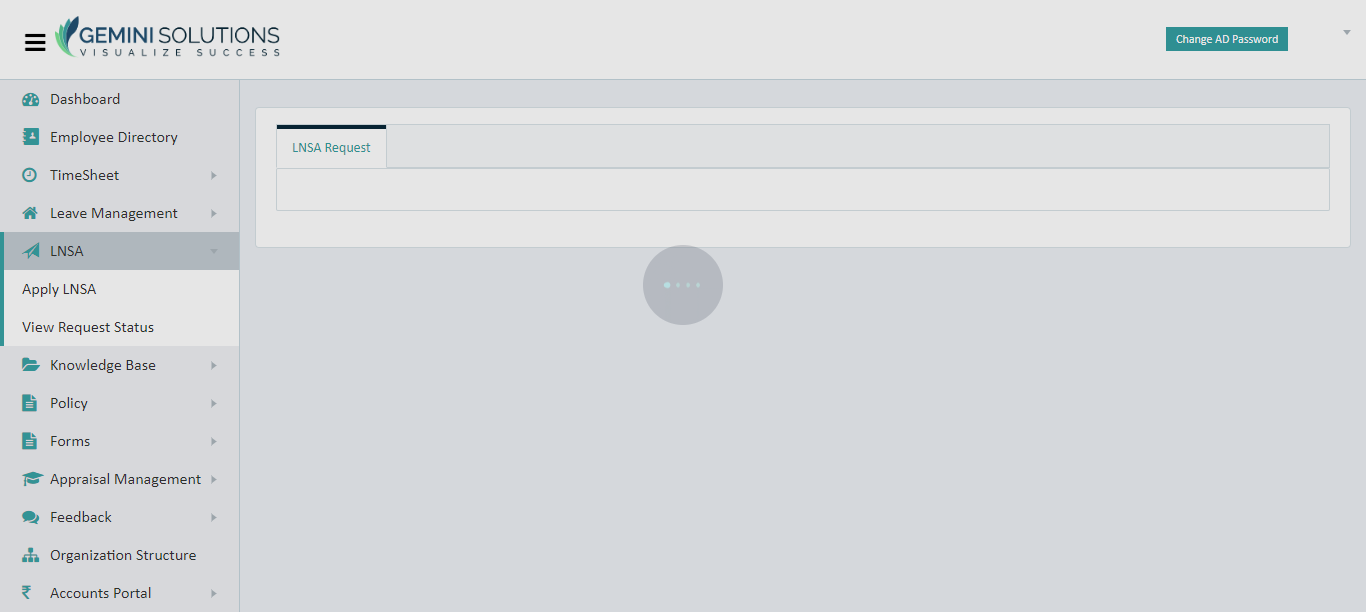 GEMINI SOLUTIONS
VISUALIZE SUCCESS
Change AD Password
Dashboard
Employee Directory
TimeSheet
Leave Management
LNSA
Apply LNSA
View Request Status
Knowledge Base
Policy
Forms
Appraisal Management
Feedback
Organization Structure
Accounts Portal
LNSA Request